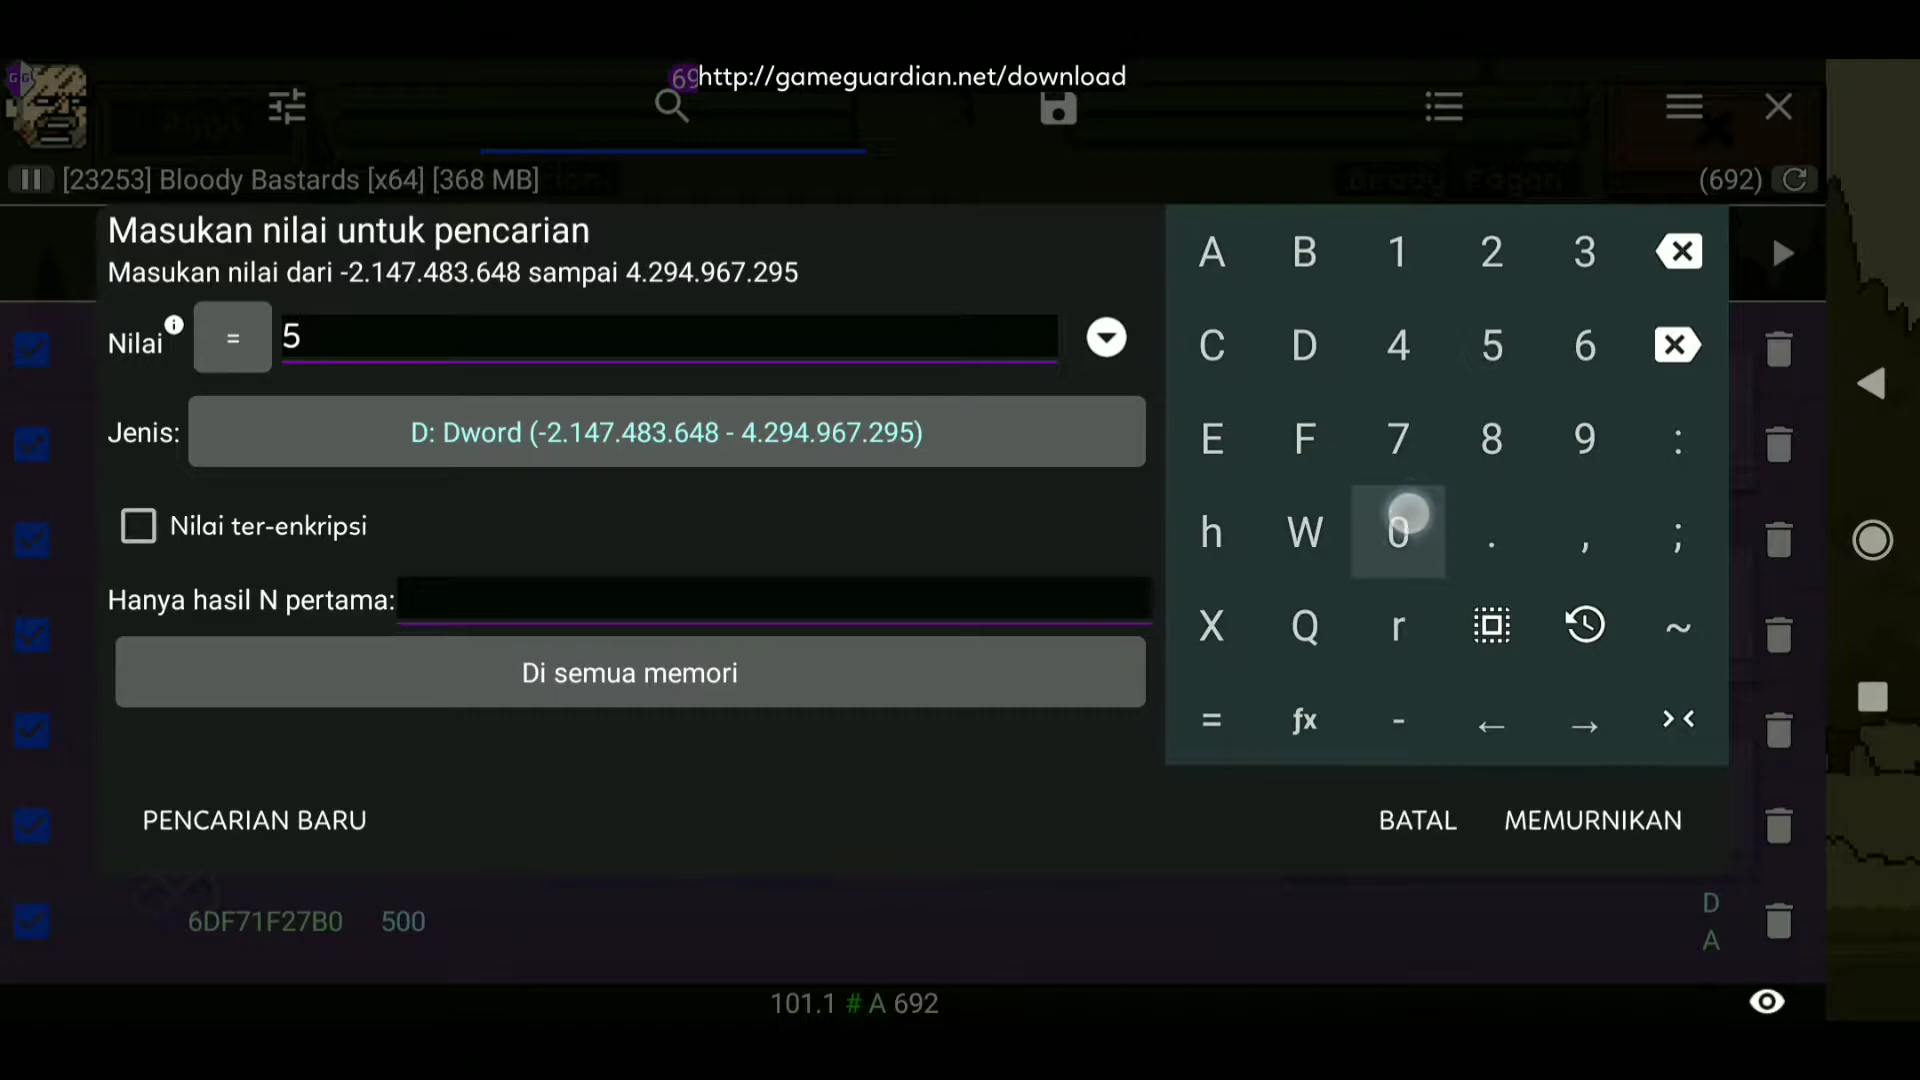 http://gameguardian.net/download
[23253] Bloody Bastards [x64] [368 MB]
(692)
Masukan nilai untuk pencarian
Masukan nilai dari -2.147.483.648 sampai 4.294.967.295
Nilai = 5
Jenis: D: Dword (-2.147.483.648 - 4.294.967.295)
Nilai ter-enkripsi
Hanya hasil N pertama:
Di semua memori
A B 1 2 3
C D 4 5 6
E F 7 8 9 :
h W 0 . , ;
X Q r ~
= fx - ← → ><
PENCARIAN BARU BATAL MEMURNIKAN
6DF71F27B0 500 D
A
101.1 # A 692